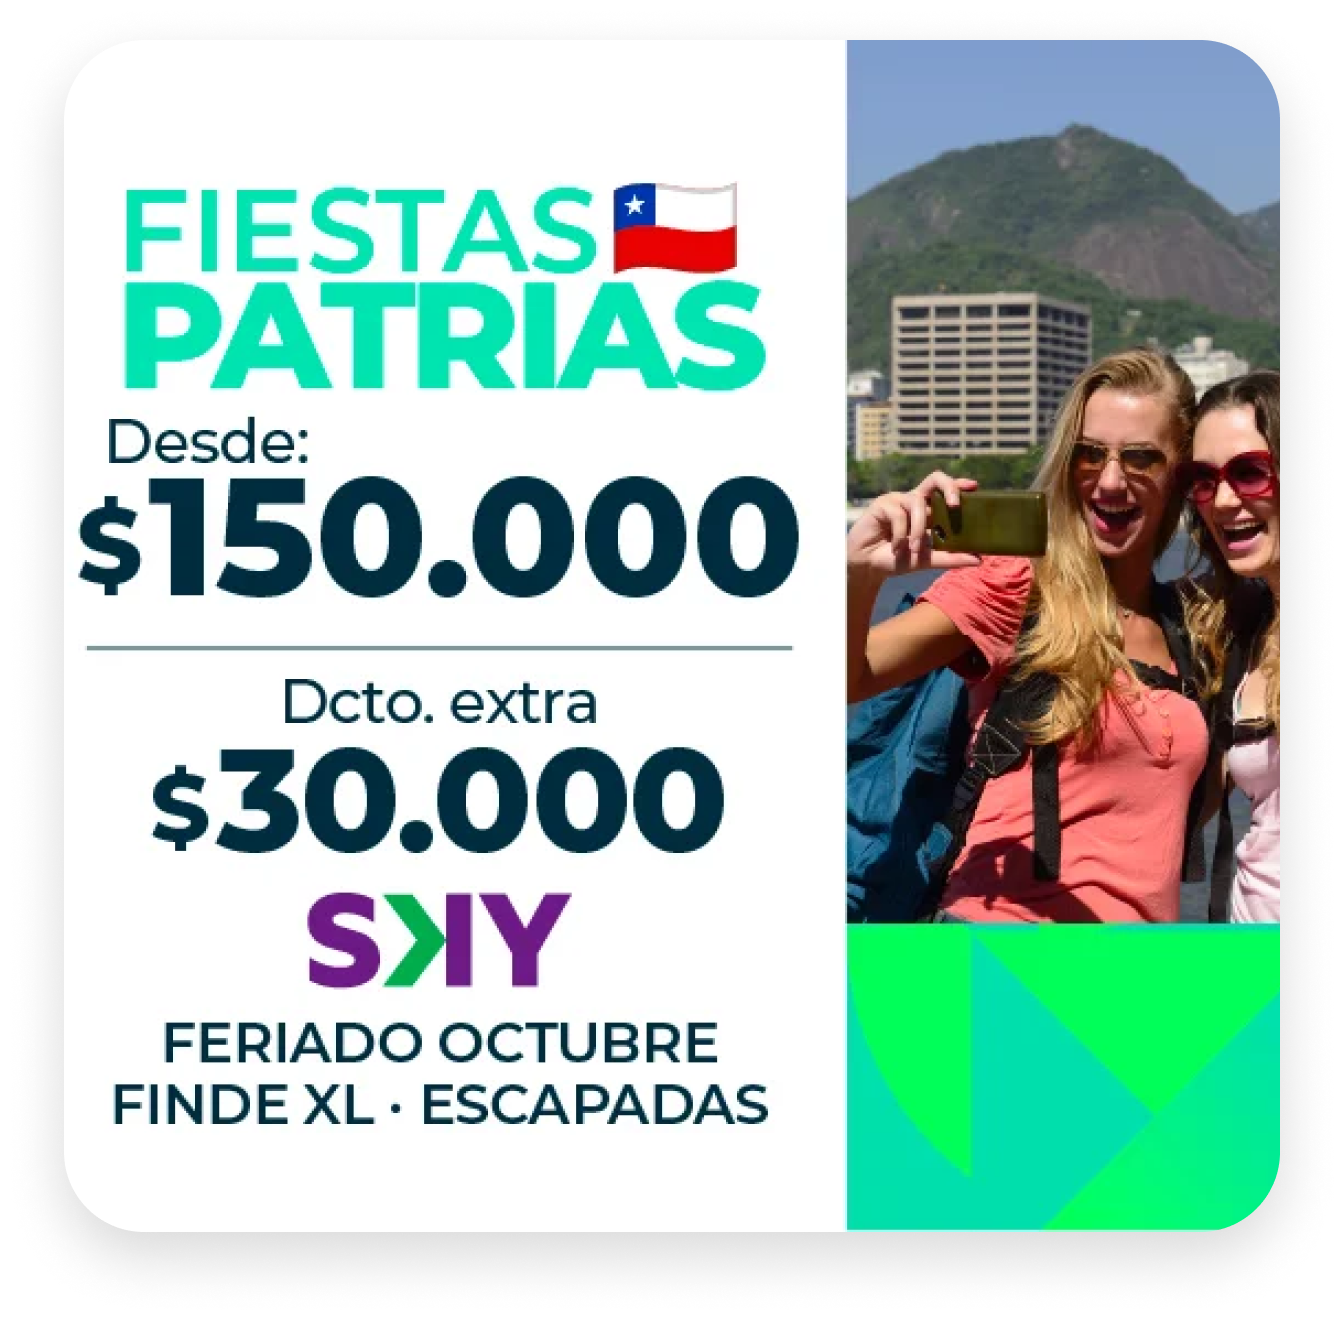 FIESTAS
PATRIAS
Desde:
$150.000
Dcto. extra
$30.000
SKY
FERIADO OCTUBRE
FINDE XL · ESCAPADAS